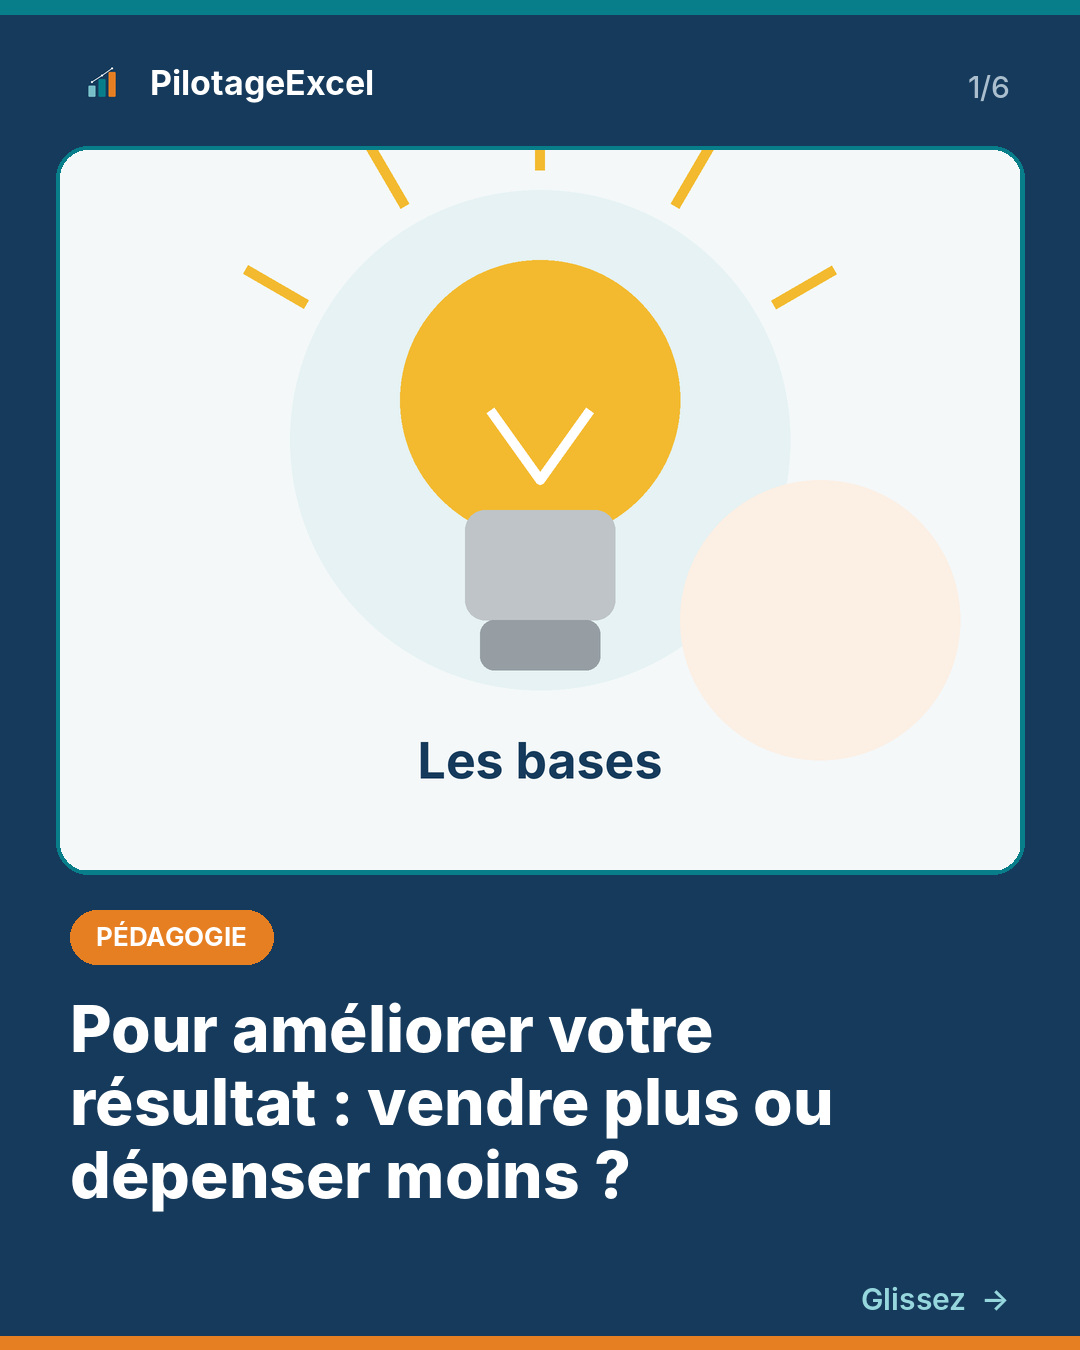 PilotageExcel
1/6
Les bases
PÉDAGOGIE
Pour améliorer votre
résultat : vendre plus ou
dépenser moins ?
Glissez →